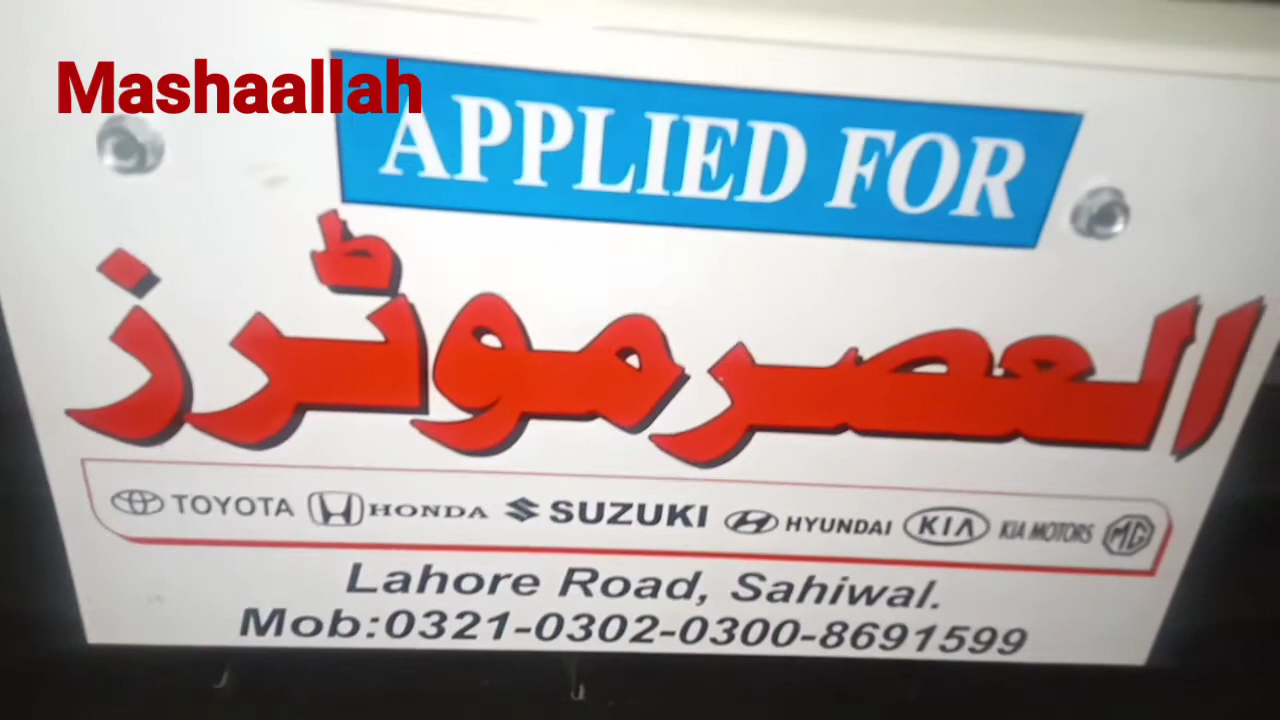 Mashaallah
APPLIED FOR
العصر موٹرز
TOYOTA HONDA SUZUKI HYUNDAI KIA KIA MOTORS MG
Lahore Road, Sahiwal.
Mob:0321-0302-0300-8691599